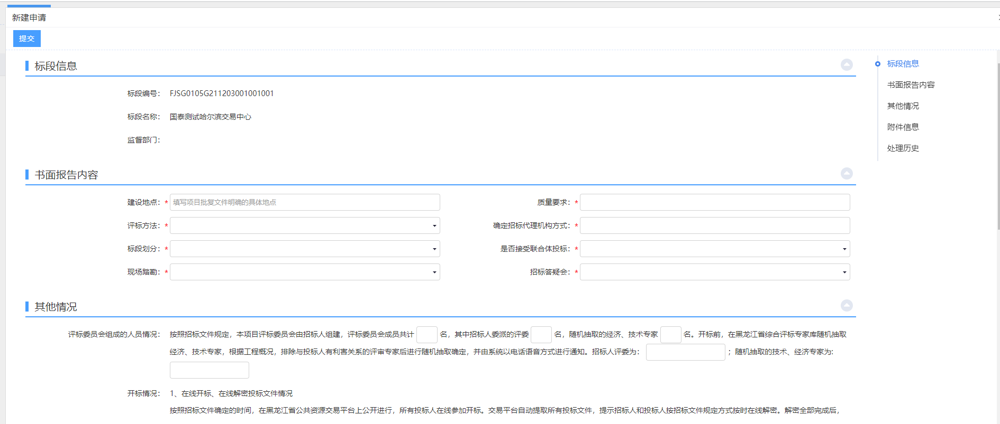 新建申请
提交
标段信息
标段编号： FJSG0105G211203001001001
标段名称： 国泰测试哈尔滨交易中心
监督部门：
书面报告内容
建设地点：* 填写项目批复文件明确的具体地点 质量要求：*
评标方法：* 确定招标代理机构方式：*
标段划分：* 是否接受联合体投标：*
现场踏勘：* 招标答疑会：*
其他情况
评标委员会组成的人员情况： 按照招标文件规定，本项目评标委员会由招标人组建，评标委员会成员共计 名，其中招标人委派的评委 名，随机抽取的经济、技术专家 名。开标前，在黑龙江省综合评标专家库随机抽取
经济、技术专家，根据工程概况，排除与投标人有利害关系的评审专家后进行随机抽取确定，并由系统以电话语音方式进行通知。招标人评委为： ；随机抽取的技术、经济专家为:
开标情况： 1、在线开标、在线解密投标文件情况
按照招标文件确定的时间，在黑龙江省公共资源交易平台上公开进行，所有投标人在线参加开标。交易平台自动提取所有投标文件，提示招标人和投标人按招标文件规定方式按时在线解密。解密全部完成后，
标段信息
书面报告内容
其他情况
附件信息
处理历史